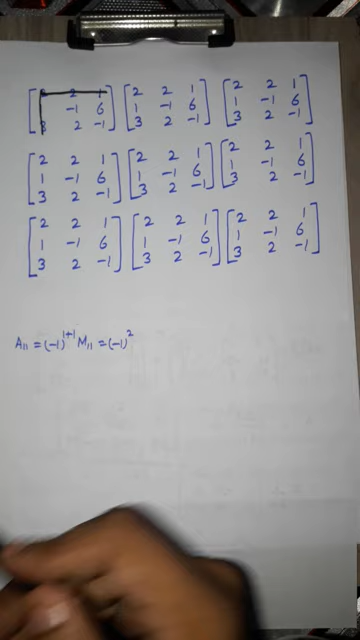 [2 2 1] [2 2 1] [2 2 1]
[-1 6] [1 -1 6] [1 -1 6]
[3 2 -1] [3 2 -1] [3 2 -1]
[2 2 1] [2 2 1] [2 2 1]
[1 -1 6] [1 -1 6] [1 -1 6]
[3 2 -1] [3 2 -1] [3 2 -1]
[2 2 1] [2 2 1] [2 2 1]
[1 -1 6] [1 -1 6] [1 -1 6]
[3 2 -1] [3 2 -1] [3 2 -1]
A₁₁ = (-1)¹⁺¹ M₁₁ = (-1)²